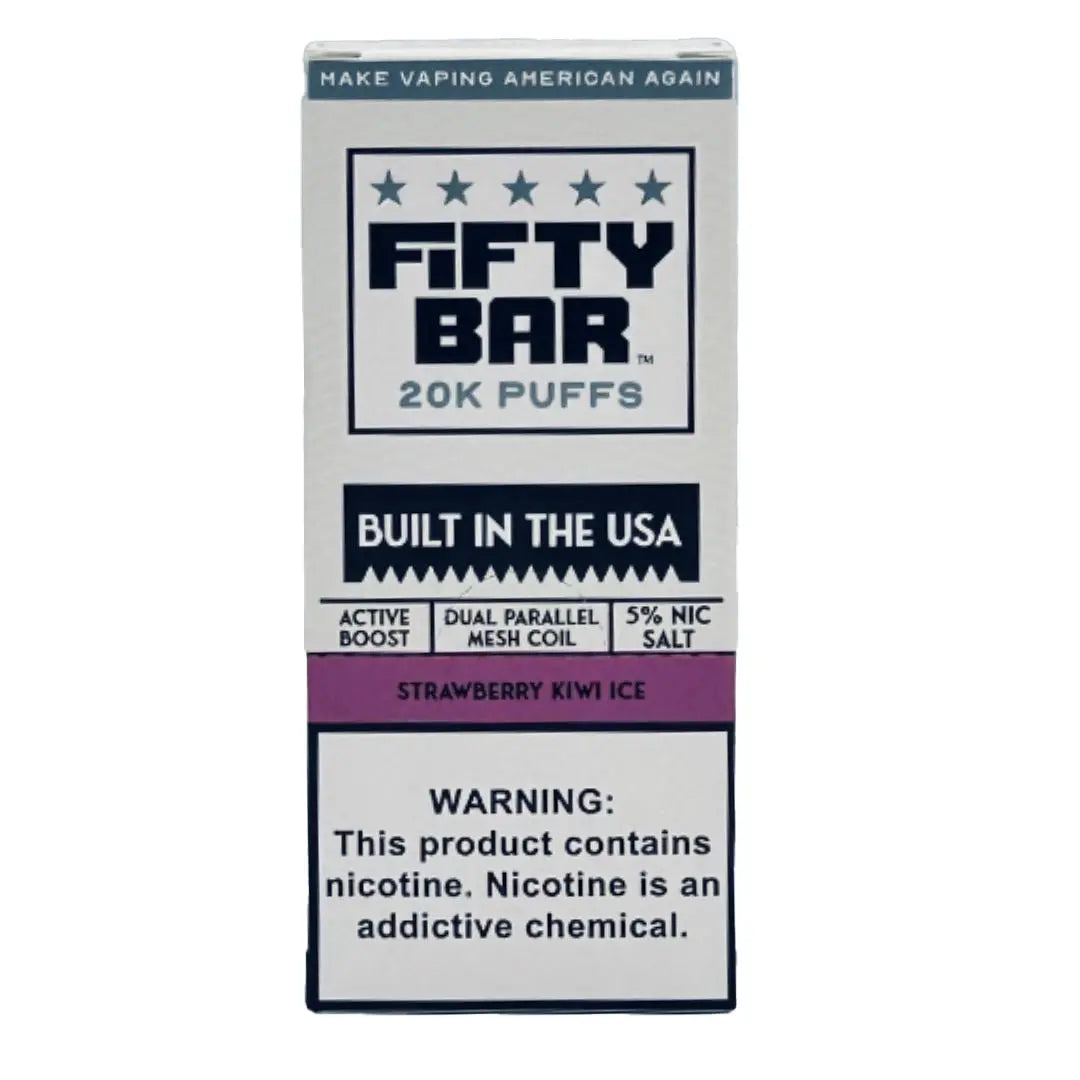 MAKE VAPING AMERICAN AGAIN
FiFTY
BAR™
20K PUFFS
BUILT IN THE USA
ACTIVE
BOOST
DUAL PARALLEL
MESH COIL
5% NIC
SALT
STRAWBERRY KIWI ICE
WARNING:
This product contains
nicotine. Nicotine is an
addictive chemical.